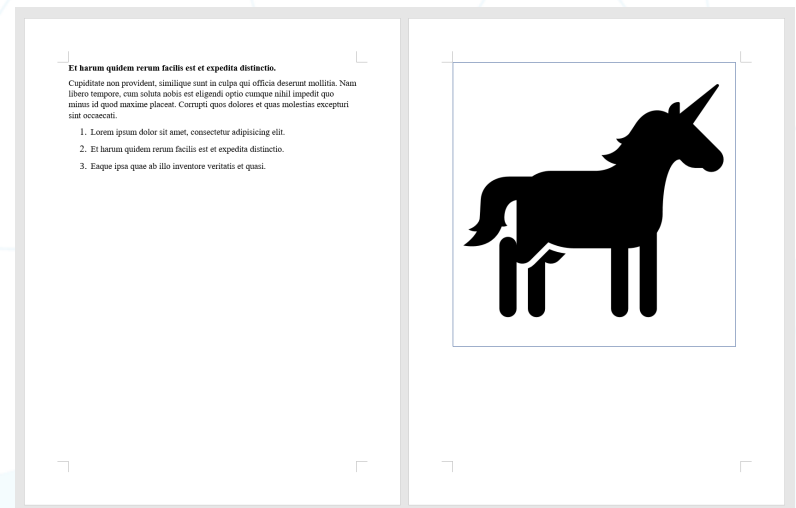 Et harum quidem rerum facilis est et expedita distinctio.
Cupiditate non provident, similique sunt in culpa qui officia deserunt mollitia. Nam
libero tempore, cum soluta nobis est eligendi optio cumque nihil impedit quo
minus id quod maxime placeat. Corrupti quos dolores et quas molestias excepturi
sint occaecati.
1. Lorem ipsum dolor sit amet, consectetur adipisicing elit.
2. Et harum quidem rerum facilis est et expedita distinctio.
3. Eaque ipsa quae ab illo inventore veritatis et quasi.